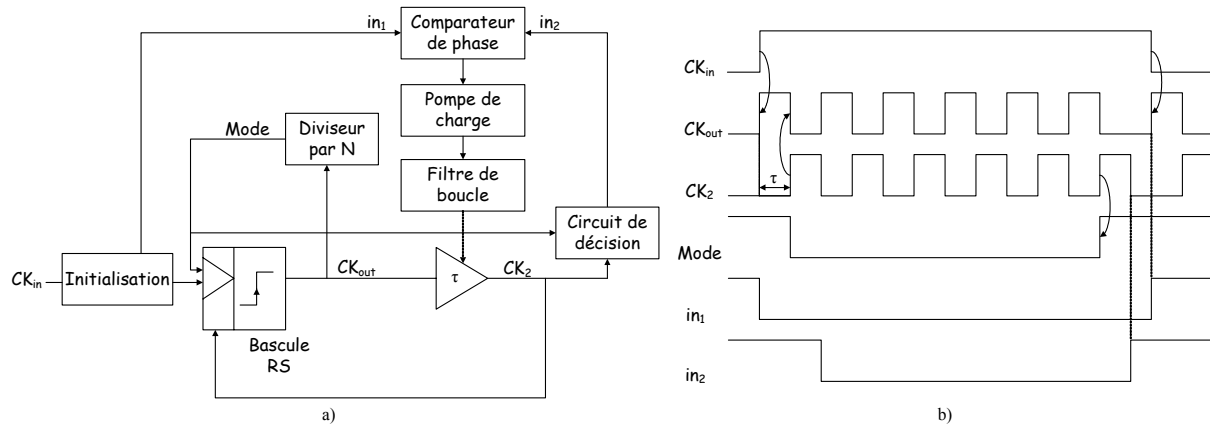 in₁
Comparateur
de phase
in₂
Pompe de
charge
Mode
Diviseur
par N
Filtre de
boucle
Circuit de
décision
CKin
Initialisation
CKout
τ
CK₂
Bascule
RS
a)
CKin
CKout
τ
CK₂
Mode
in₁
in₂
b)